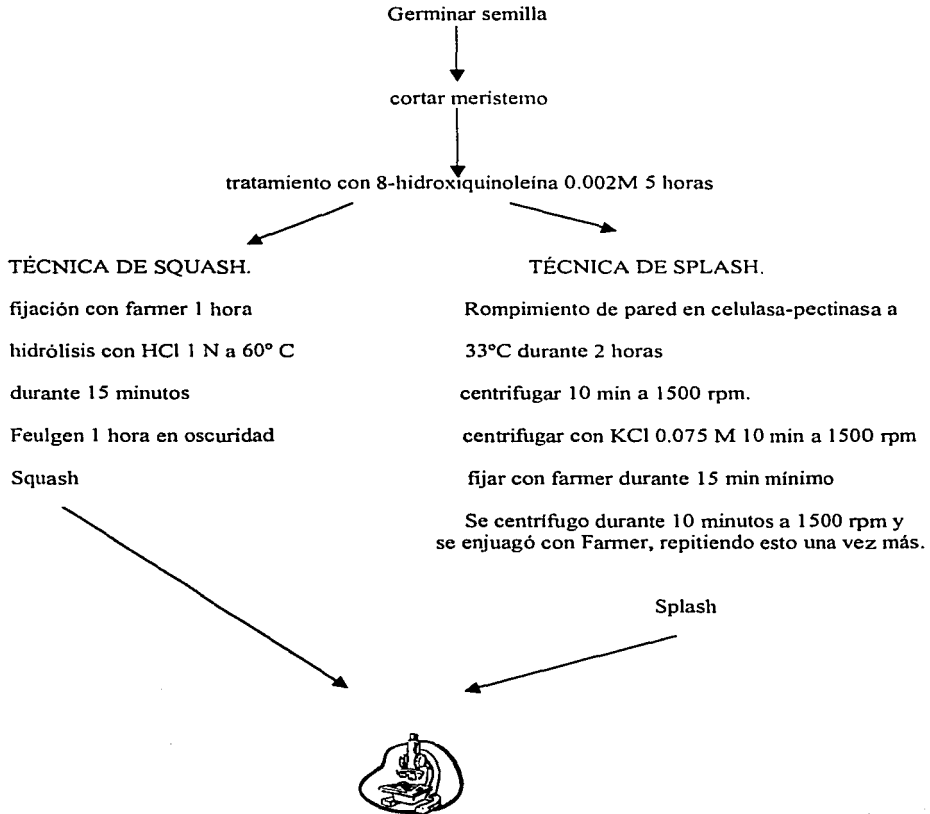 Germinar semilla
cortar meristemo
tratamiento con 8-hidroxiquinoleína 0.002M 5 horas
TÉCNICA DE SQUASH.
fijación con farmer 1 hora
hidrólisis con HCl 1 N a 60° C
durante 15 minutos
Feulgen 1 hora en oscuridad
Squash
TÉCNICA DE SPLASH.
Rompimiento de pared en celulasa-pectinasa a
33°C durante 2 horas
centrifugar 10 min a 1500 rpm.
centrifugar con KCl 0.075 M 10 min a 1500 rpm
fijar con farmer durante 15 min mínimo
Se centrífugo durante 10 minutos a 1500 rpm y
se enjuagó con Farmer, repitiendo esto una vez más.
Splash